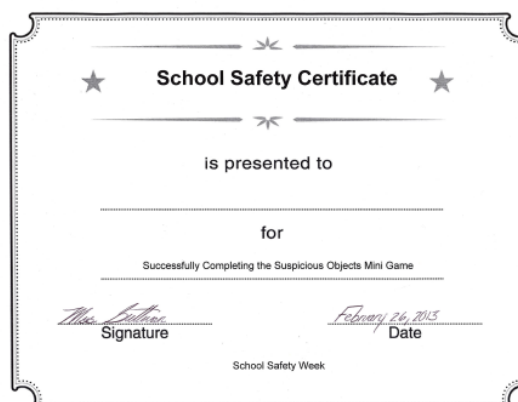 School Safety Certificate
is presented to
for
Successfully Completing the Suspicious Objects Mini Game
February 26, 2013
Signature
Date
School Safety Week